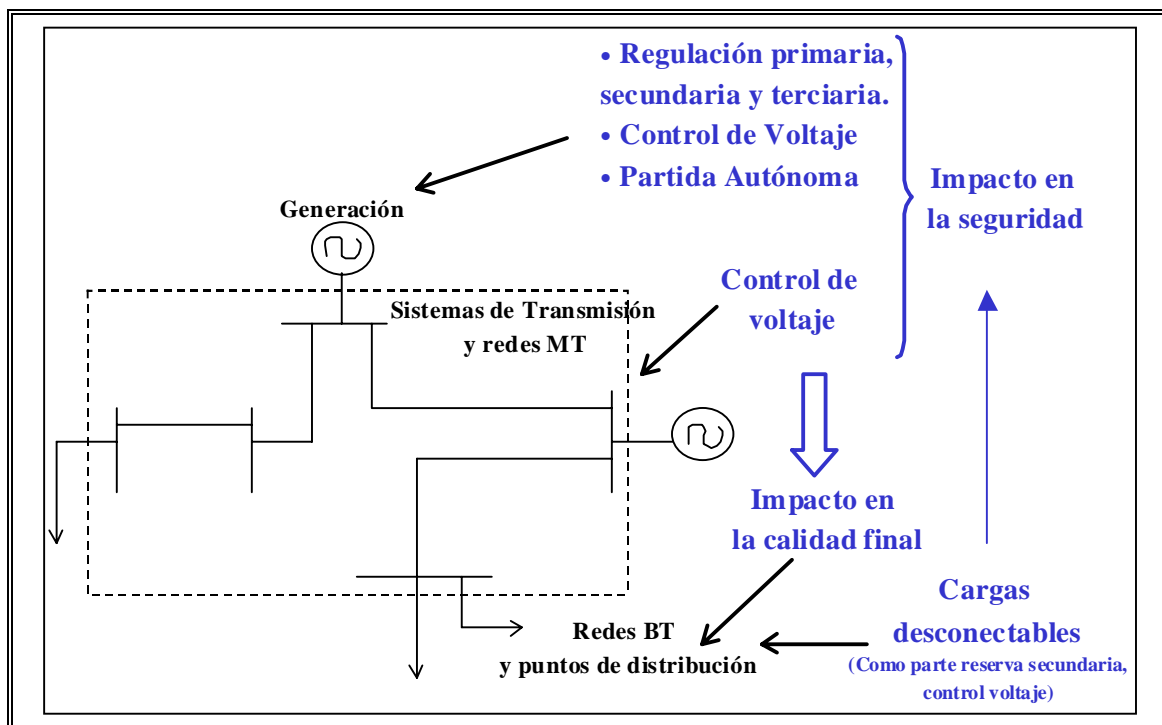 • Regulación primaria,
secundaria y terciaria.
• Control de Voltaje
• Partida Autónoma
Impacto en
la seguridad
Generación
Control de
voltaje
Sistemas de Transmisión
y redes MT
Impacto en
la calidad final
Cargas
desconectables
(Como parte reserva secundaria,
control voltaje)
Redes BT
y puntos de distribución